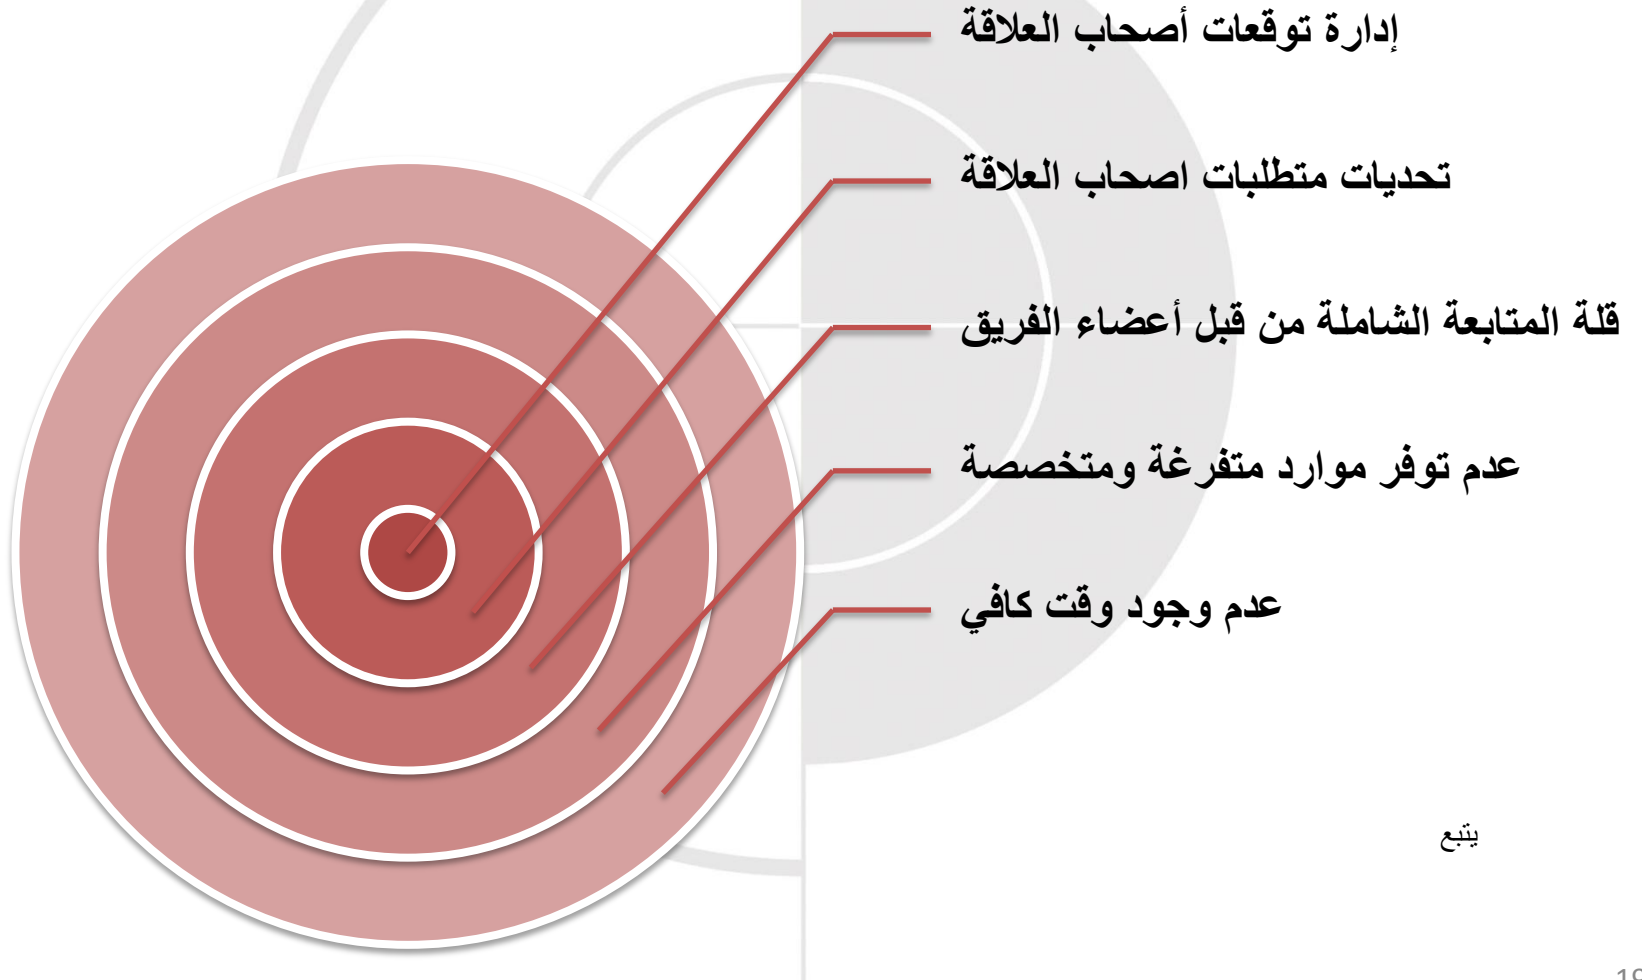 إدارة توقعات أصحاب العلاقة
تحديات متطلبات اصحاب العلاقة
قلة المتابعة الشاملة من قبل أعضاء الفريق
عدم توفر موارد متفرغة ومتخصصة
عدم وجود وقت كافي
يتبع